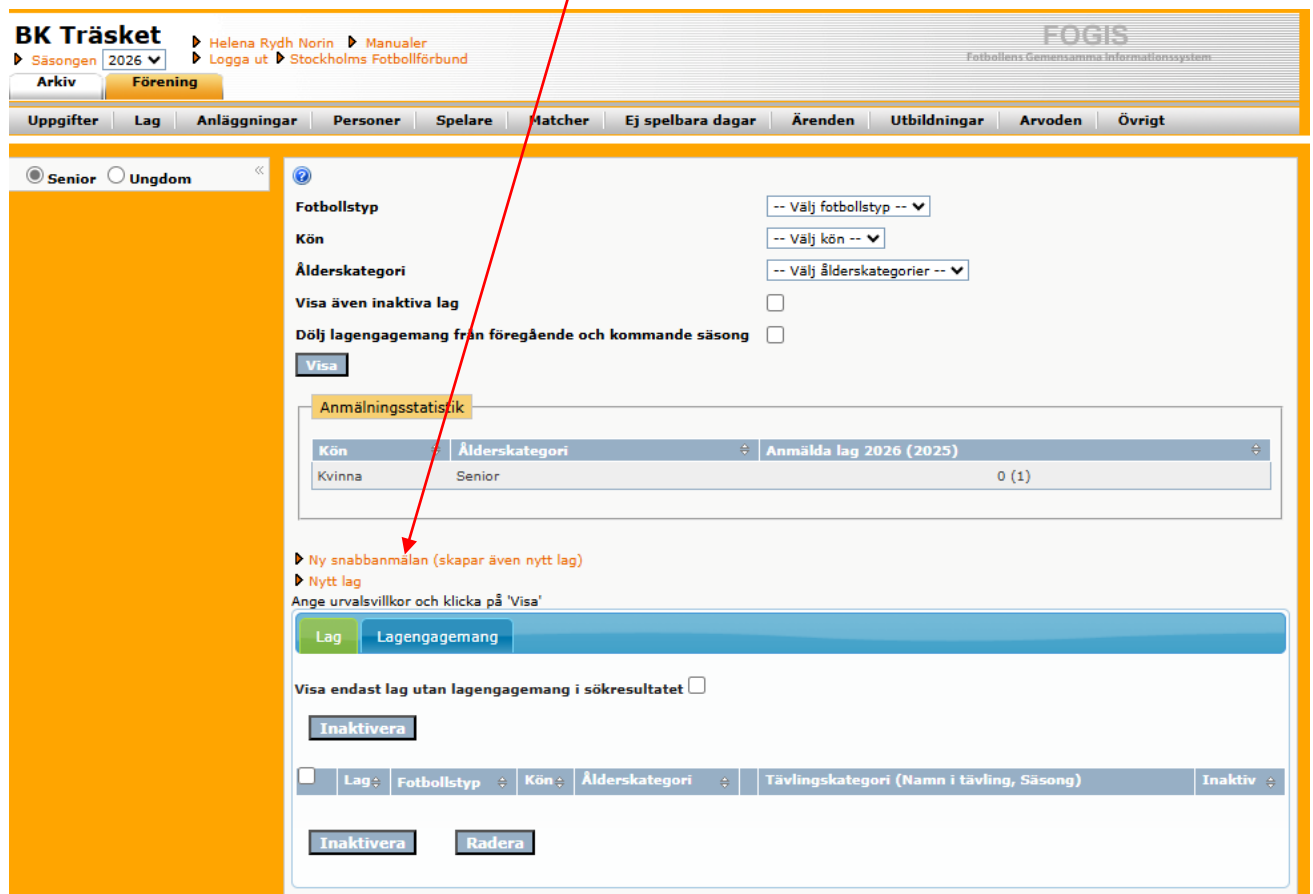 BK Träsket
Helena Rydh Norin Manualer
Säsongen 2026 Logga ut Stockholms Fotbollförbund
FOGIS
Fotbollens Gemensamma Informationssystem
Arkiv Förening
Uppgifter Lag Anläggningar Personer Spelare Matcher Ej spelbara dagar Ärenden Utbildningar Arvoden Övrigt
Senior Ungdom «
?
Fotbollstyp -- Välj fotbollstyp --
Kön -- Välj kön --
Ålderskategori -- Välj ålderskategorier --
Visa även inaktiva lag
Dölj lagengagemang från föregående och kommande säsong
Visa
Anmälningsstatistik
Kön Ålderskategori Anmälda lag 2026 (2025)
Kvinna Senior 0 (1)
Ny snabbanmälan (skapar även nytt lag)
Nytt lag
Ange urvalsvillkor och klicka på 'Visa'
Lag Lagengagemang
Visa endast lag utan lagengagemang i sökresultatet
Inaktivera
Lag Fotbollstyp Kön Ålderskategori Tävlingskategori (Namn i tävling, Säsong) Inaktiv
Inaktivera Radera